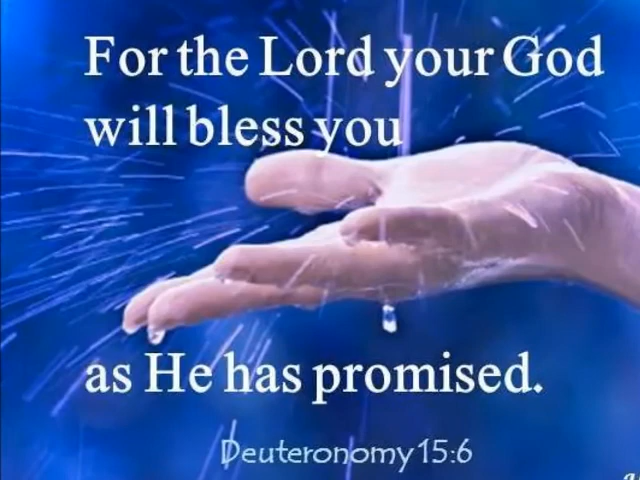 For the Lord your God
will bless you
as He has promised.
Deuteronomy 15:6